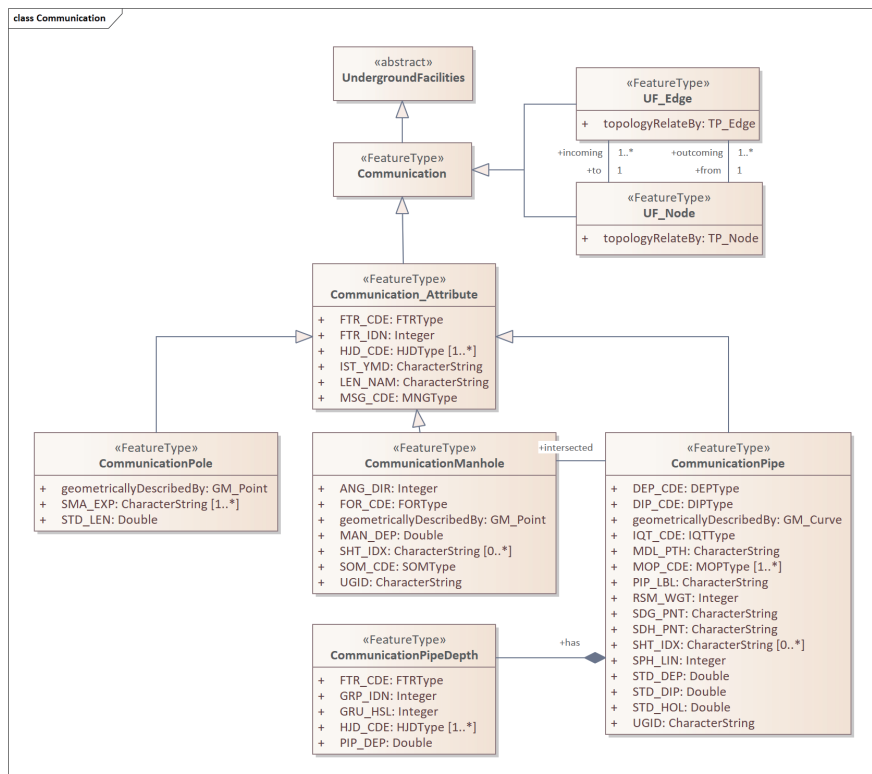 class Communication
«abstract»
UndergroundFacilities
«FeatureType»
UF_Edge
+ topologyRelateBy: TP_Edge
+incoming 1..* +outcoming 1..*
+to 1 +from 1
«FeatureType»
Communication
«FeatureType»
UF_Node
+ topologyRelateBy: TP_Node
«FeatureType»
Communication_Attribute
+ FTR_CDE: FTRType
+ FTR_IDN: Integer
+ HJD_CDE: HJDType [1..*]
+ IST_YMD: CharacterString
+ LEN_NAM: CharacterString
+ MSG_CDE: MNGType
«FeatureType»
CommunicationPole
+ geometricallyDescribedBy: GM_Point
+ SMA_EXP: CharacterString [1..*]
+ STD_LEN: Double
«FeatureType»
CommunicationManhole
+ ANG_DIR: Integer
+ FOR_CDE: FORType
+ geometricallyDescribedBy: GM_Point
+ MAN_DEP: Double
+ SHT_IDX: CharacterString [0..*]
+ SOM_CDE: SOMType
+ UGID: CharacterString
+intersected
«FeatureType»
CommunicationPipe
+ DEP_CDE: DEPType
+ DIP_CDE: DIPType
+ geometricallyDescribedBy: GM_Curve
+ IQT_CDE: IQTType
+ MDL_PTH: CharacterString
+ MOP_CDE: MOPType [1..*]
+ PIP_LBL: CharacterString
+ RSM_WGT: Integer
+ SDG_PNT: CharacterString
+ SDH_PNT: CharacterString
+ SHT_IDX: CharacterString [0..*]
+ SPH_LIN: Integer
+ STD_DEP: Double
+ STD_DIP: Double
+ STD_HOL: Double
+ UGID: CharacterString
«FeatureType»
CommunicationPipeDepth
+ FTR_CDE: FTRType
+ GRP_IDN: Integer
+ GRU_HSL: Integer
+ HJD_CDE: HJDType [1..*]
+ PIP_DEP: Double
+has